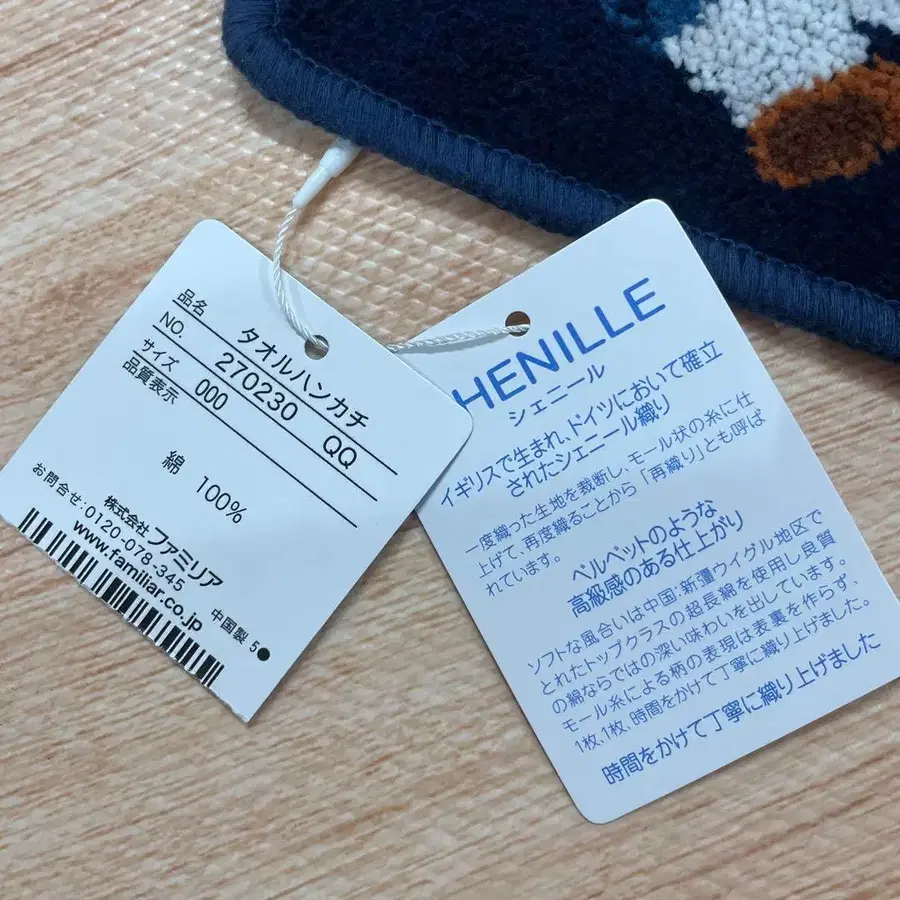 品名 タオルハンカチ
NO. 270230 QQ
サイズ 000
品質表示
綿 100%
株式会社 ファミリア
お問合せ:0120-078-345
www.familiar.co.jp
中国製 5●
HENILLE
シェニール
イギリスで生まれ、ドイツにおいて確立
されたシェニール織り
一度織った生地を裁断し、モール状の糸に仕
上げて、再度織ることから「再織り」とも呼ば
れています。
ベルベットのような
高級感のある仕上がり
ソフトな風合いは中国;新彊ウイグル地区で
とれたトップクラスの超長綿を使用し良質
の綿ならではの深い味わいを出しています。
モール糸による柄の表現は表裏を作らず、
1枚、1枚、時間をかけて丁寧に織り上げました。
時間をかけて丁寧に織り上げました